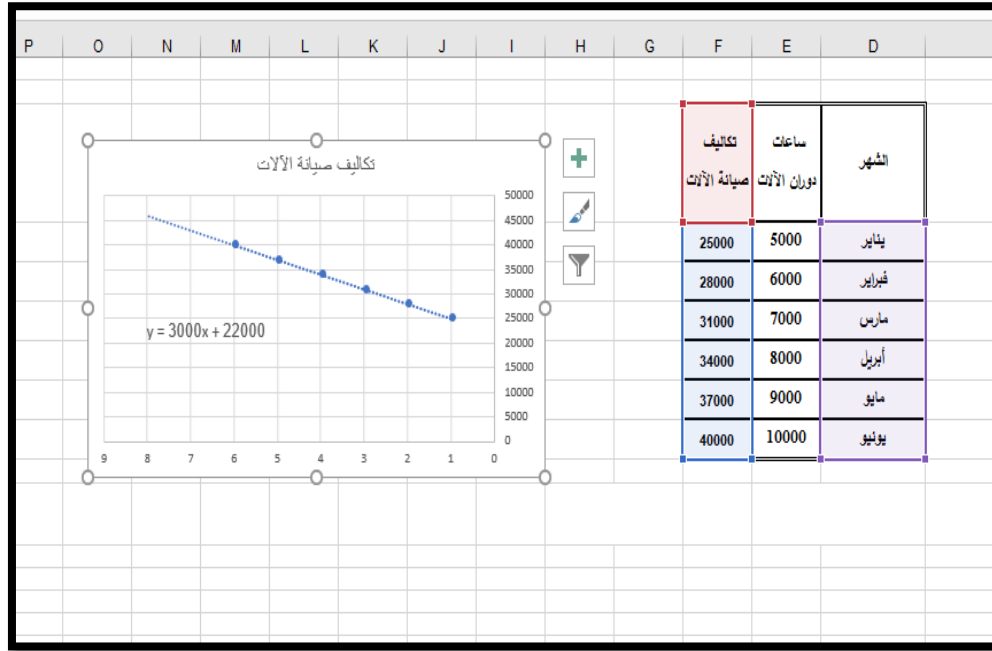 P O N M L K J I H G F E D
تكاليف صيانة الآلات
50000
45000
40000
35000
30000
25000
20000
15000
10000
5000
0
9 8 7 6 5 4 3 2 1 0
y = 3000x + 22000
الشهر ساعات دوران الآلات تكاليف صيانة الآلات
يناير 5000 25000
فبراير 6000 28000
مارس 7000 31000
أبريل 8000 34000
مايو 9000 37000
يونيو 10000 40000